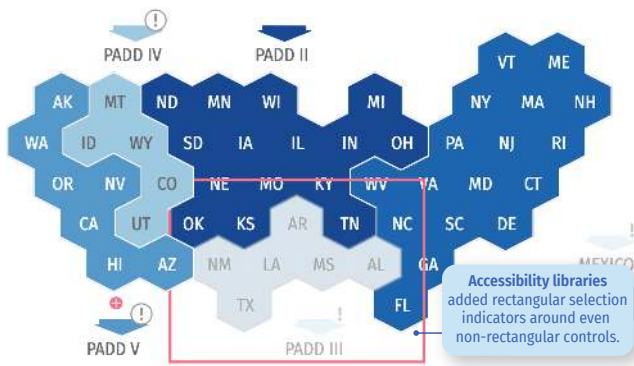 !
PADD IV
PADD II
VT ME
AK MT ND MN WI MI NY MA NH
WA ID WY SD IA IL IN OH PA NJ RI
OR NV CO NE MO KY WV VA MD CT
CA UT OK KS AR TN NC SC DE
!
HI AZ NM LA MS AL GA
MEXICO
TX FL
!
!
PADD V
PADD III
Accessibility libraries
added rectangular selection
indicators around even
non-rectangular controls.